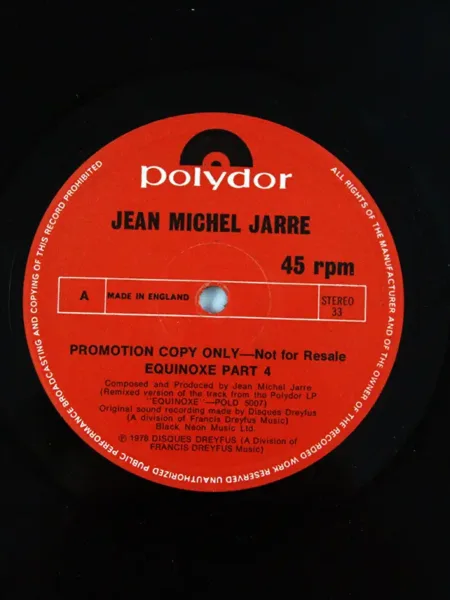 polydor
JEAN MICHEL JARRE
45 rpm
A
MADE IN ENGLAND
STEREO
33
PROMOTION COPY ONLY—Not for Resale
EQUINOXE PART 4
Composed and Produced by Jean Michel Jarre
(Remixed version of the track from the Polydor LP
"EQUINOXE"—POLD 5007)
Original sound recording made by Disques Dreyfus
(A division of Francis Dreyfus Music)
Black Neon Music Ltd.
℗ 1978 DISQUES DREYFUS (A Division of
FRANCIS DREYFUS Music)
ALL RIGHTS OF THE MANUFACTURER AND OF THE OWNER OF THE RECORDED WORK RESERVED UNAUTHORIZED PUBLIC PERFORMANCE BROADCASTING AND COPYING OF THIS RECORD PROHIBITED